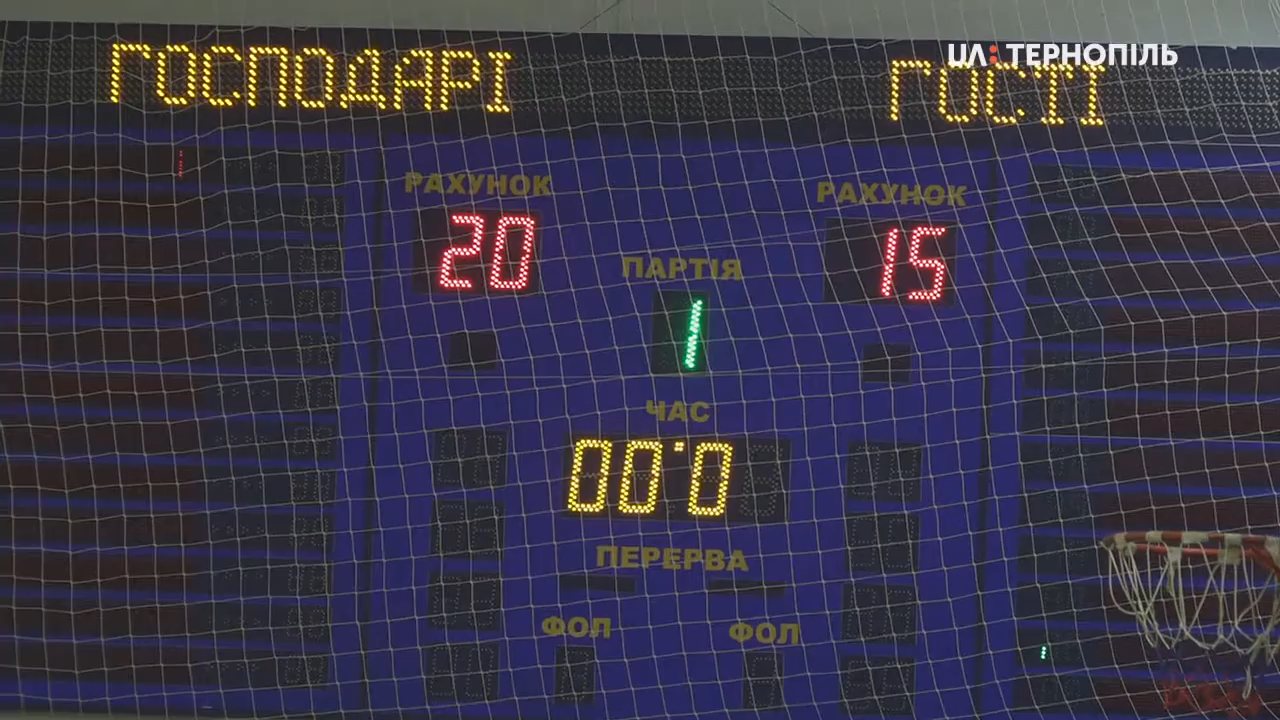 UA:ТЕРНОПІЛЬ
ГОСПОДАРІ ГОСТІ
РАХУНОК РАХУНОК
20 15
ПАРТІЯ
1
ЧАС
00:0
ПЕРЕРВА
ФОЛ ФОЛ